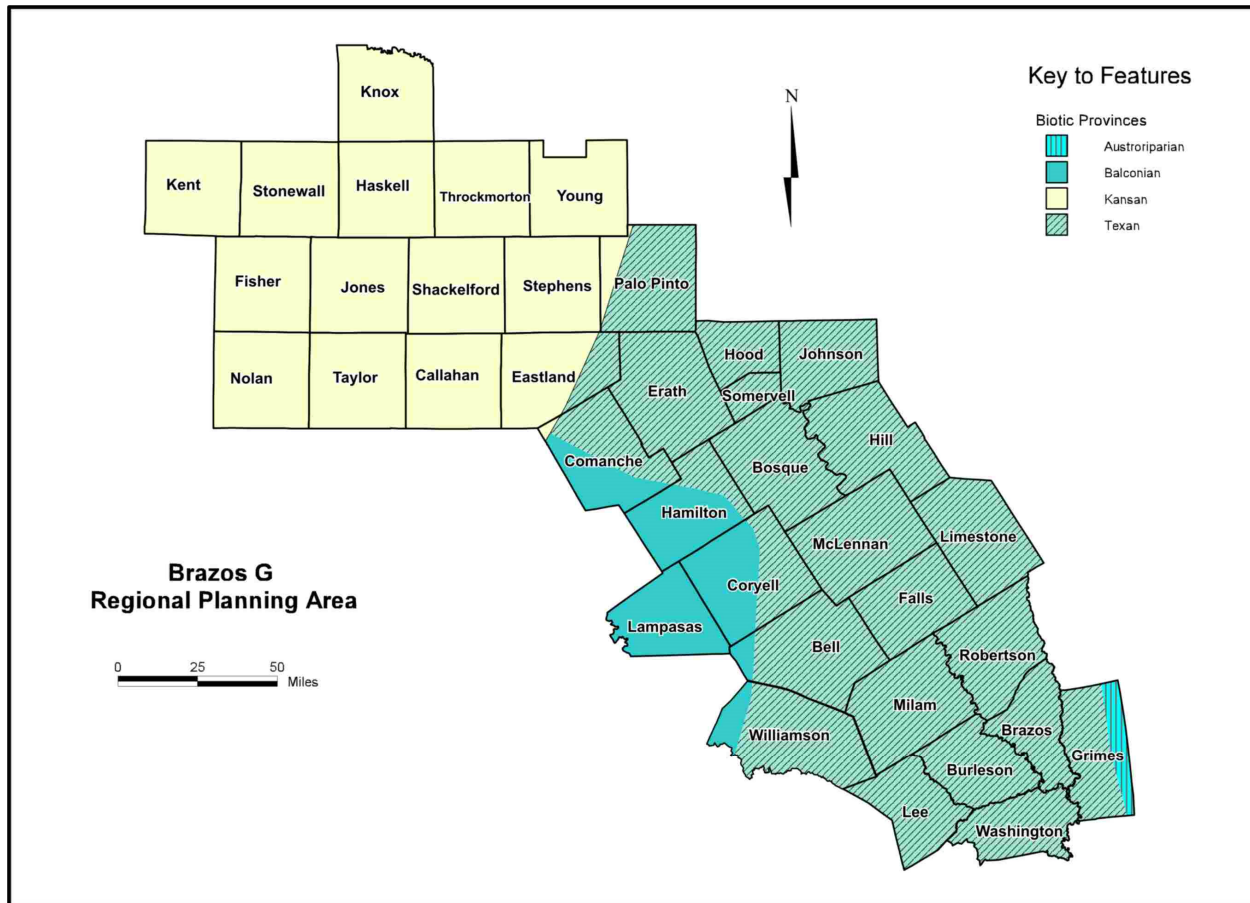 Key to Features
Biotic Provinces
Austroriparian
Balconian
Kansan
Texan
N
Knox
Kent
Stonewall
Haskell
Throckmorton
Young
Fisher
Jones
Shackelford
Stephens
Palo Pinto
Nolan
Taylor
Callahan
Eastland
Erath
Hood
Johnson
Somervell
Comanche
Bosque
Hill
Hamilton
McLennan
Limestone
Coryell
Falls
Lampasas
Bell
Robertson
Milam
Williamson
Brazos
Grimes
Burleson
Lee
Washington
Brazos G
Regional Planning Area
0 25 50
Miles